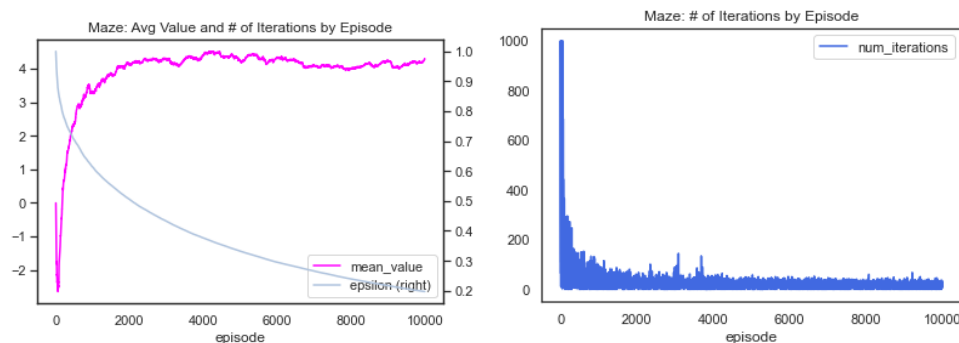 Maze: Avg Value and # of Iterations by Episode
4
3
2
1
0
−1
−2
1.0
0.9
0.8
0.7
0.6
0.5
0.4
0.3
0.2
mean_value
epsilon (right)
0 2000 4000 6000 8000 10000
episode
Maze: # of Iterations by Episode
1000
800
600
400
200
0
num_iterations
0 2000 4000 6000 8000 10000
episode